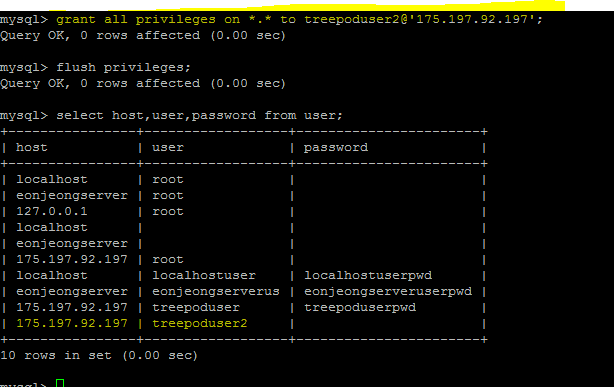 mysql> grant all privileges on *.* to treepoduser2@'175.197.92.197';
Query OK, 0 rows affected (0.00 sec)
mysql> flush privileges;
Query OK, 0 rows affected (0.00 sec)
mysql> select host,user,password from user;
+----------------+------------------+-----------------------+
| host           | user             | password              |
+----------------+------------------+-----------------------+
| localhost      | root             |                       |
| eonjeongserver | root             |                       |
| 127.0.0.1      | root             |                       |
| localhost      |                  |                       |
| eonjeongserver |                  |                       |
| 175.197.92.197 | root             |                       |
| localhost      | localhostuser    | localhostuserpwd      |
| eonjeongserver | eonjeongserverus | eonjeongserveruserpwd |
| 175.197.92.197 | treepoduser      | treepoduserpwd        |
| 175.197.92.197 | treepoduser2     |                       |
+----------------+------------------+-----------------------+
10 rows in set (0.00 sec)
mysql>